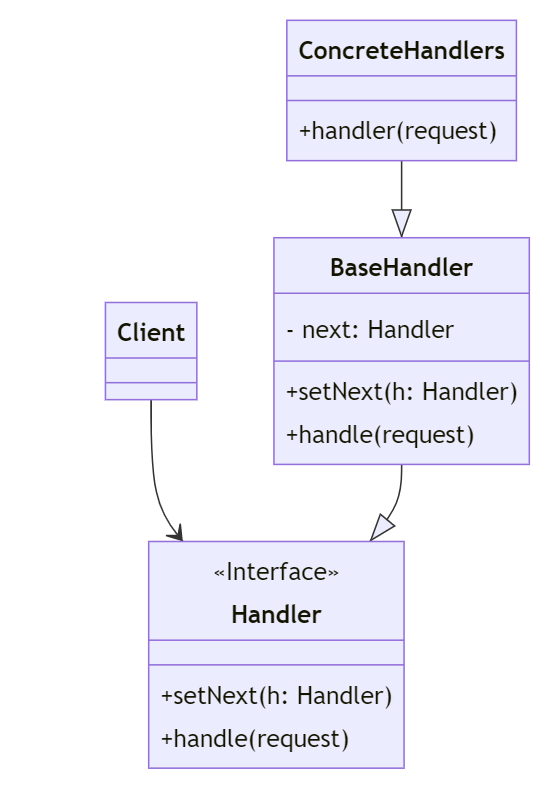 ConcreteHandlers
+handler(request)
BaseHandler
- next: Handler
+setNext(h: Handler)
+handle(request)
Client
«Interface»
Handler
+setNext(h: Handler)
+handle(request)